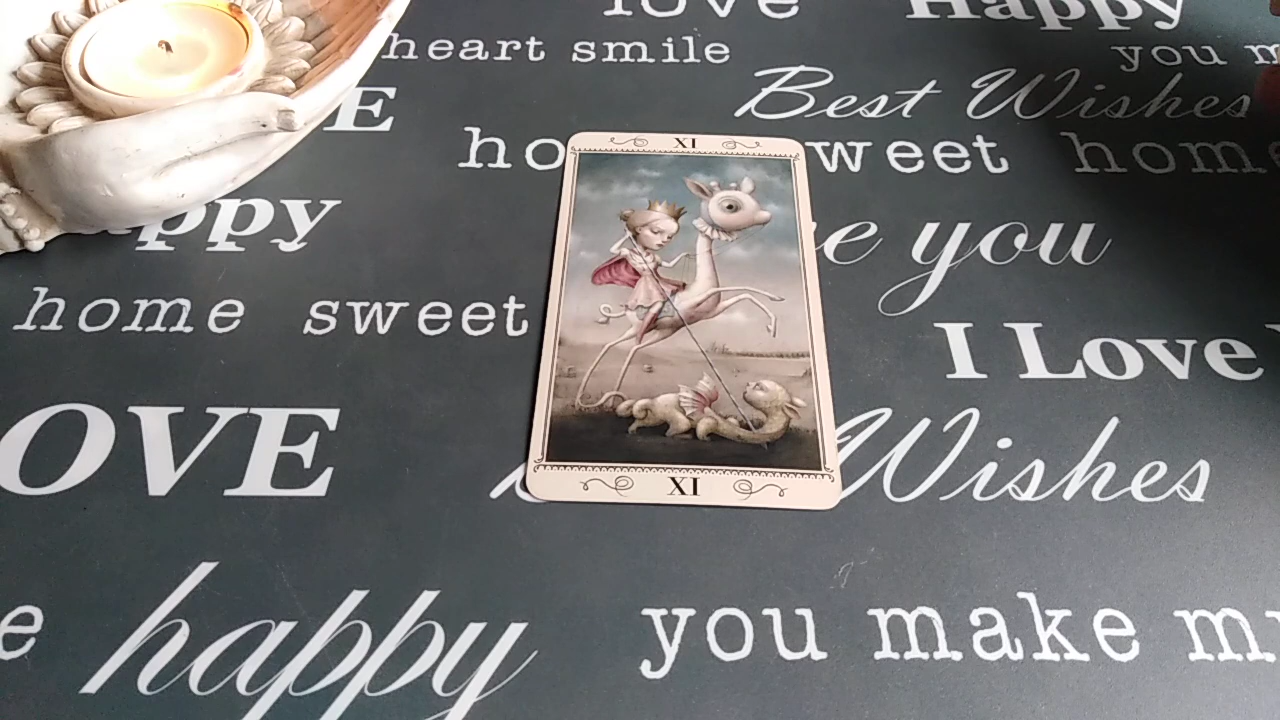 love Happy
heart smile you m
E Best Wishes
ho weet home
XI
ppy e you
home sweet
I Love
OVE Wishes
XI
e happy you make m